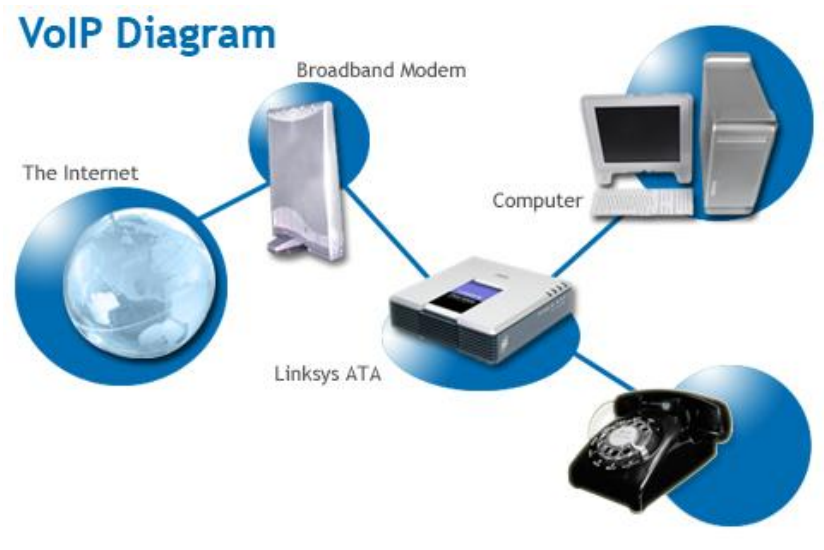 VoIP Diagram
Broadband Modem
The Internet
Computer
Linksys ATA